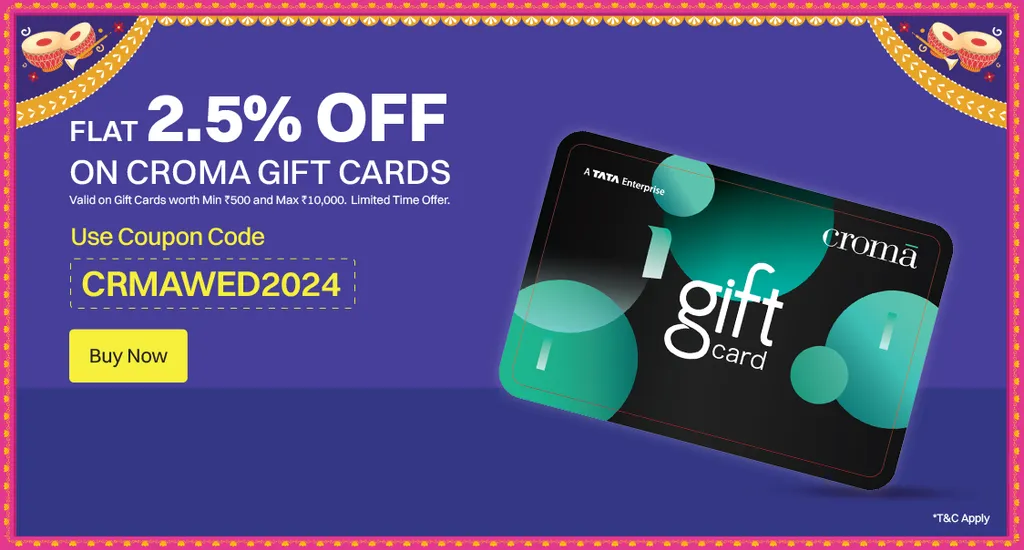 FLAT 2.5% OFF
ON CROMA GIFT CARDS
Valid on Gift Cards worth Min ₹500 and Max ₹10,000. Limited Time Offer.
Use Coupon Code
CRMAWED2024
Buy Now
A TATA Enterprise
cromā
gift
card
*T&C Apply